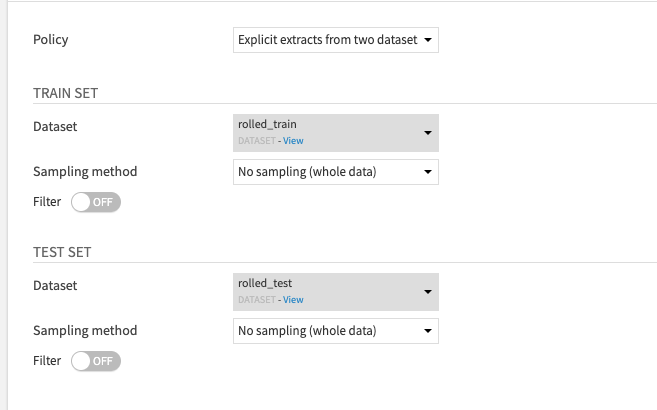 Policy
Explicit extracts from two dataset
TRAIN SET
Dataset
rolled_train
DATASET - View
Sampling method
No sampling (whole data)
Filter
OFF
TEST SET
Dataset
rolled_test
DATASET - View
Sampling method
No sampling (whole data)
Filter
OFF